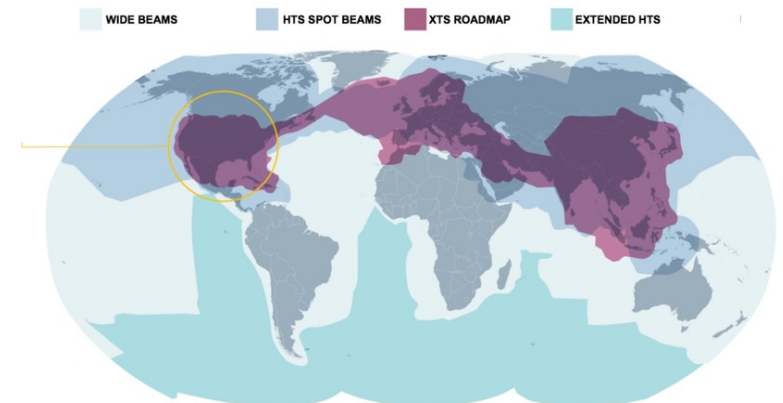 WIDE BEAMS
HTS SPOT BEAMS
XTS ROADMAP
EXTENDED HTS